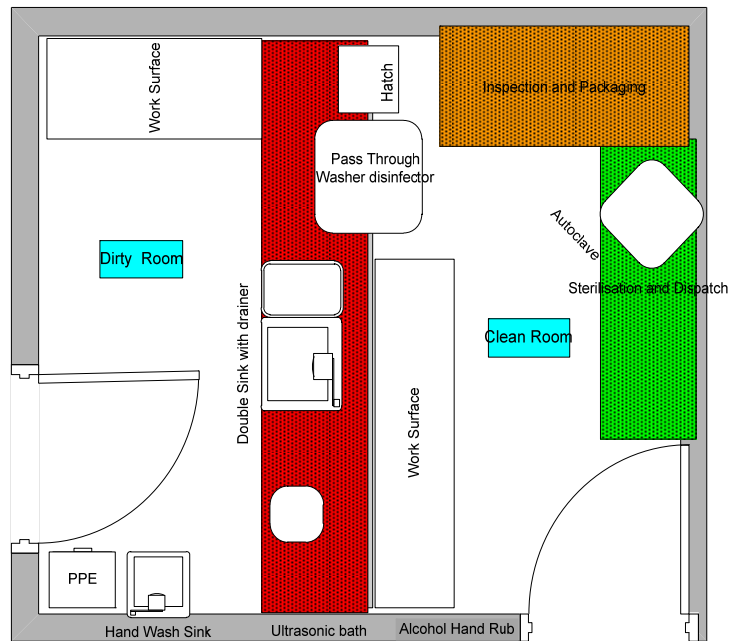 Work Surface
Hatch
Inspection and Packaging
Pass Through
Washer disinfector
Autoclave
Dirty Room
Sterilisation and Dispatch
Double Sink with drainer
Clean Room
Work Surface
PPE
Hand Wash Sink
Ultrasonic bath
Alcohol Hand Rub